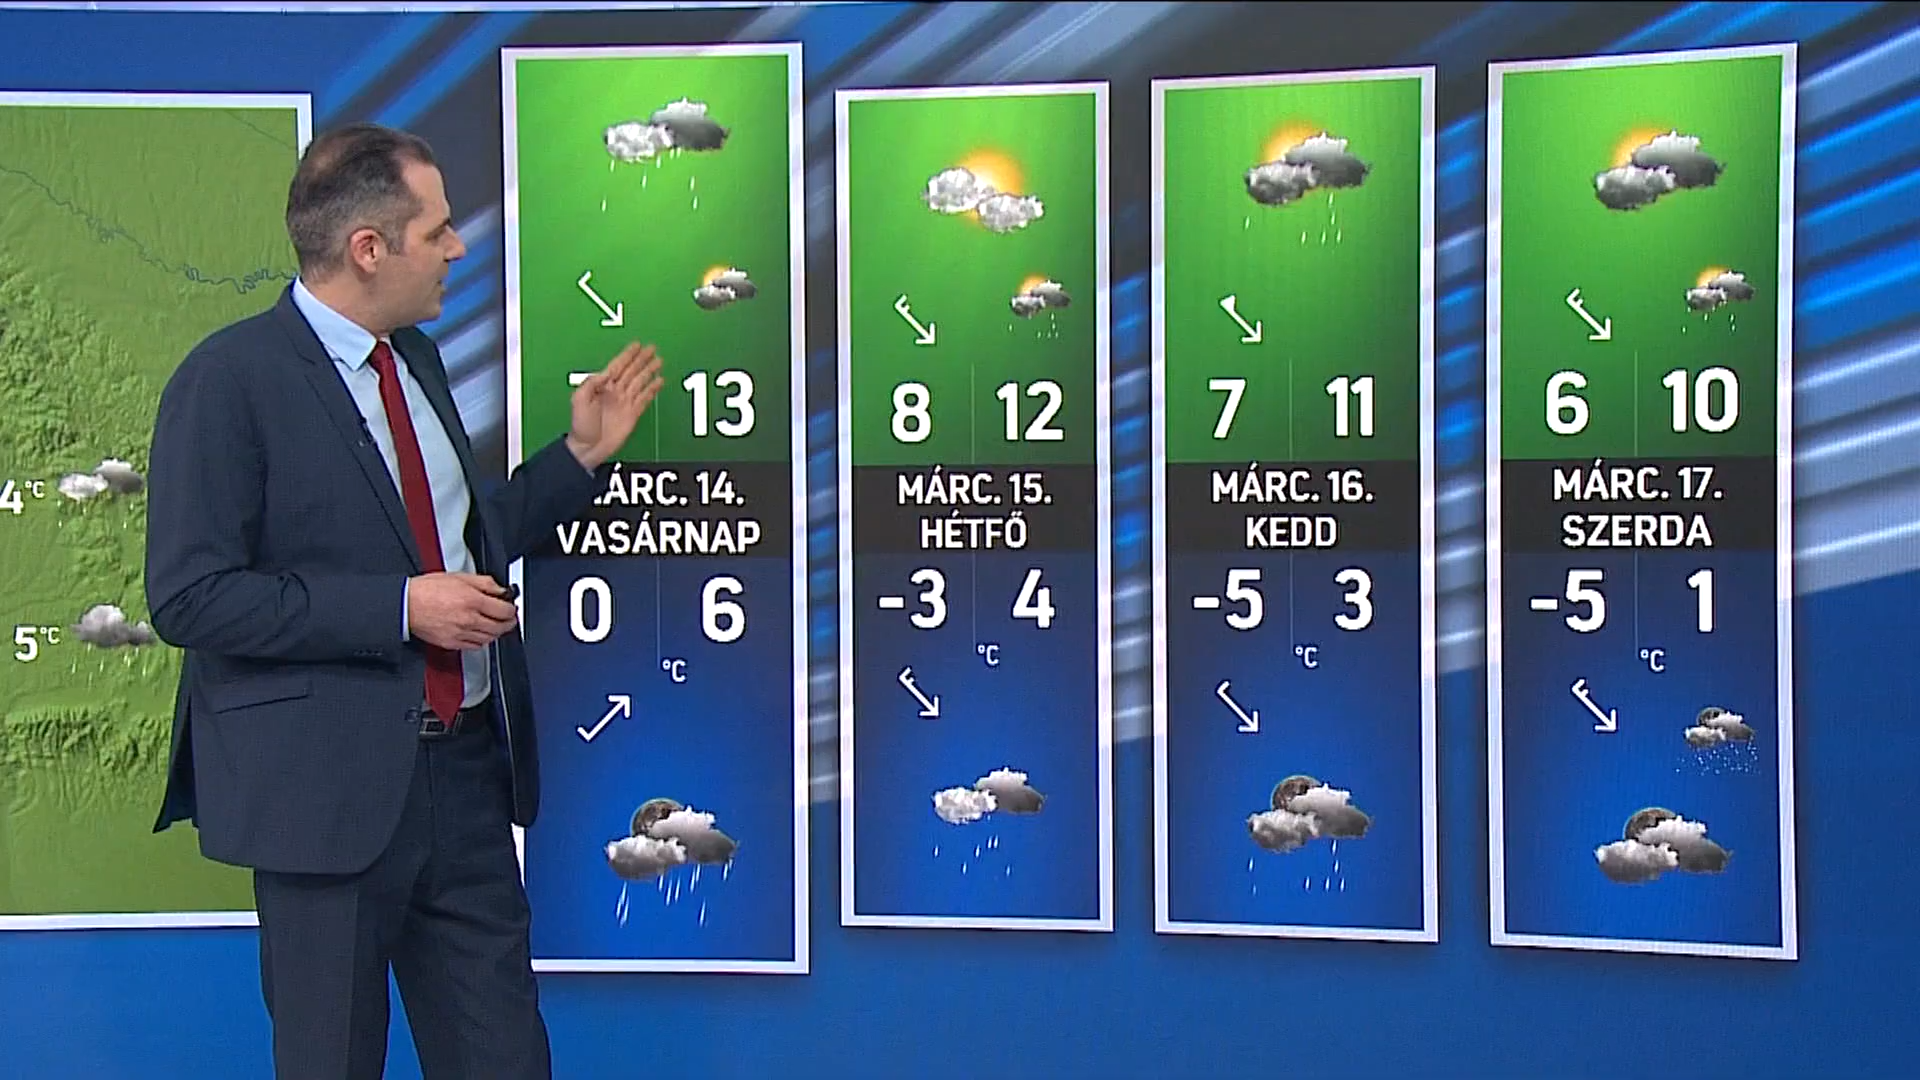 4°C
5°C
13
MÁRC. 14.
VASÁRNAP
0 6
°C
8 12
MÁRC. 15.
HÉTFŐ
-3 4
°C
7 11
MÁRC. 16.
KEDD
-5 3
°C
6 10
MÁRC. 17.
SZERDA
-5 1
°C